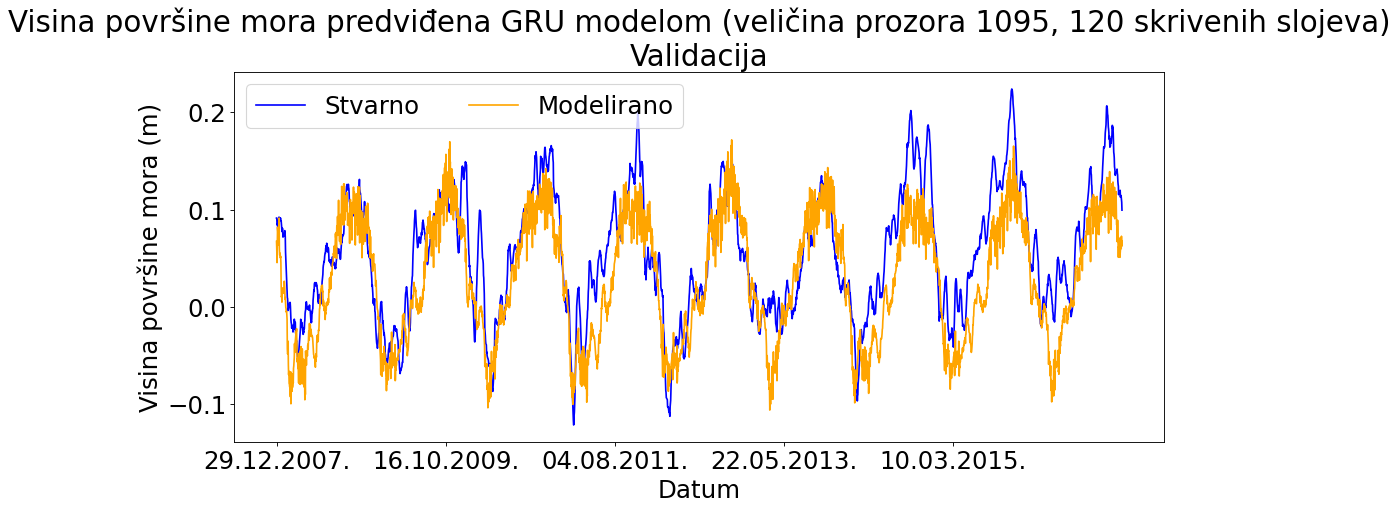 Visina površine mora predviđena GRU modelom (veličina prozora 1095, 120 skrivenih slojeva)
Validacija
Stvarno
Modelirano
Visina površine mora (m)
0.2
0.1
0.0
−0.1
29.12.2007.
16.10.2009.
04.08.2011.
22.05.2013.
10.03.2015.
Datum